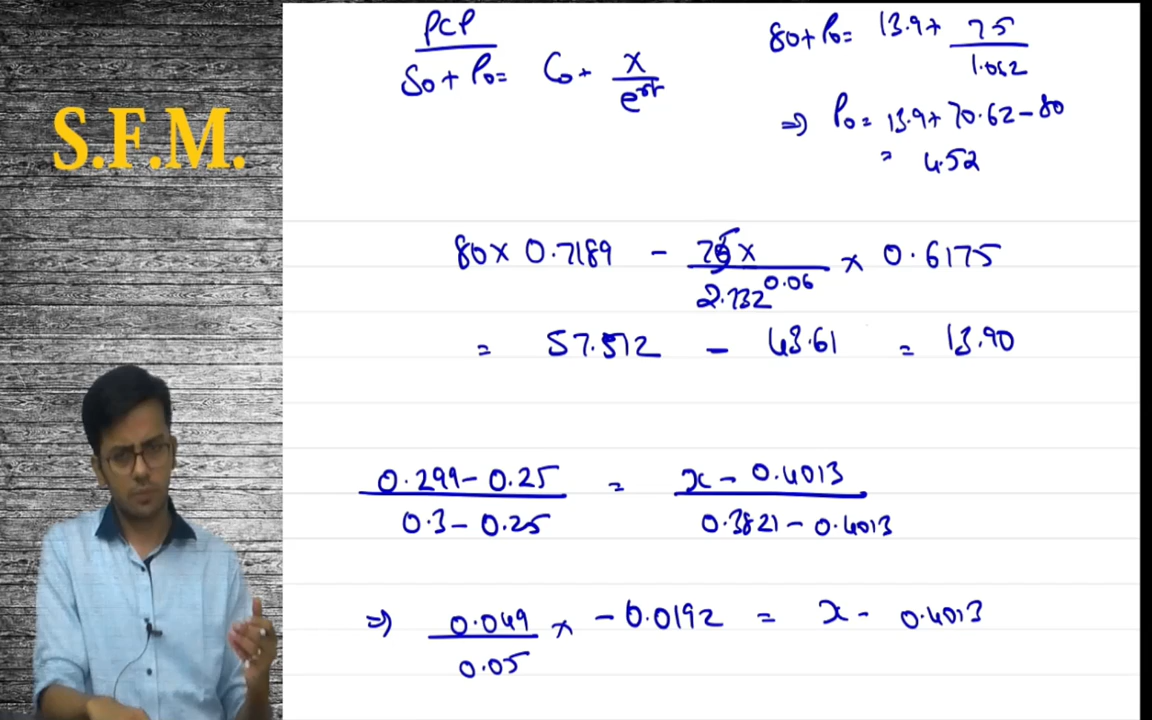 S.F.M.
PCP
S0 + P0 = C0 + x / e^rt
80 + P0 = 13.9 + 75 / 1.062
⇒ P0 = 13.9 + 70.62 - 80
= 4.52
80 × 0.7189 - 75 x / 2.732^0.06 × 0.6175
= 57.512 - 43.61 = 13.90
0.299 - 0.25 / 0.3 - 0.25 = x - 0.4013 / 0.3821 - 0.4013
⇒ 0.049 / 0.05 × -0.0192 = x - 0.4013